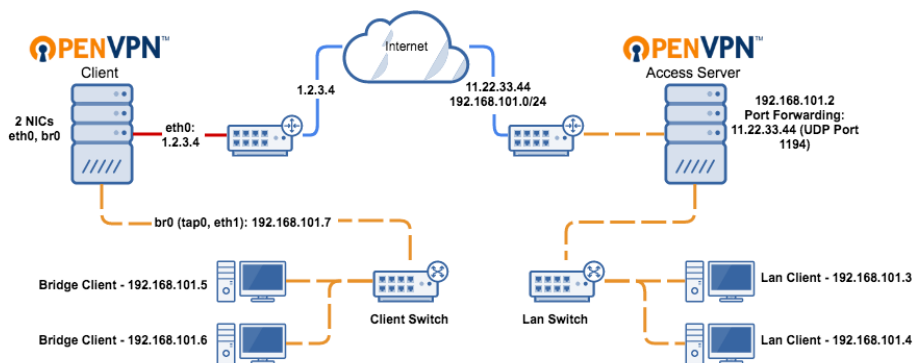 OPENVPN™
Client
2 NICs
eth0, br0
eth0:
1.2.3.4
1.2.3.4
Internet
11.22.33.44
192.168.101.0/24
OPENVPN™
Access Server
192.168.101.2
Port Forwarding:
11.22.33.44 (UDP Port
1194)
br0 (tap0, eth1): 192.168.101.7
Bridge Client - 192.168.101.5
Bridge Client - 192.168.101.6
Client Switch
Lan Switch
Lan Client - 192.168.101.3
Lan Client - 192.168.101.4